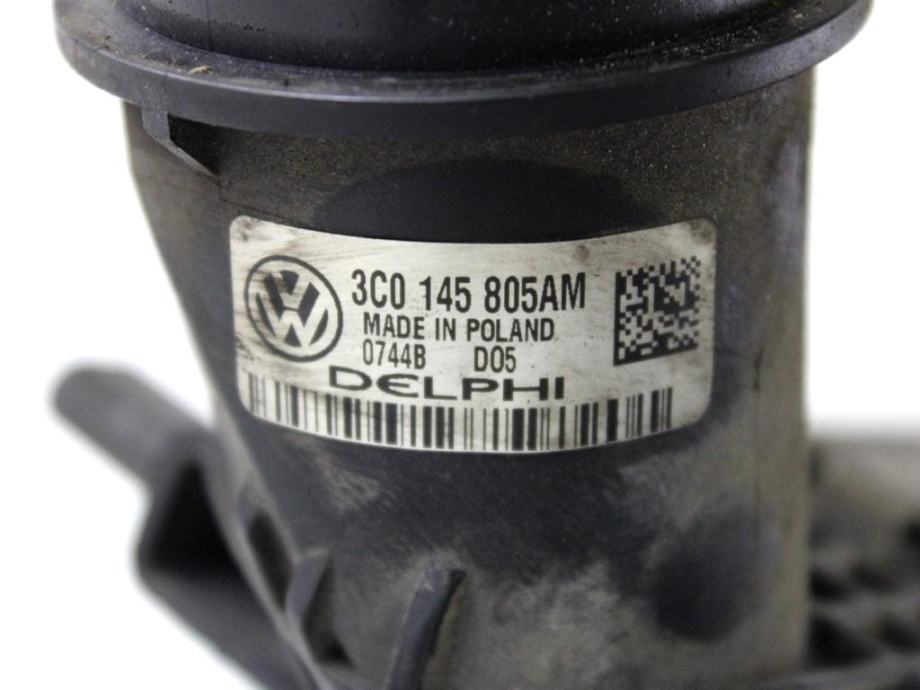 3C0 145 805AM
MADE IN POLAND
0744B D05
DELPHI